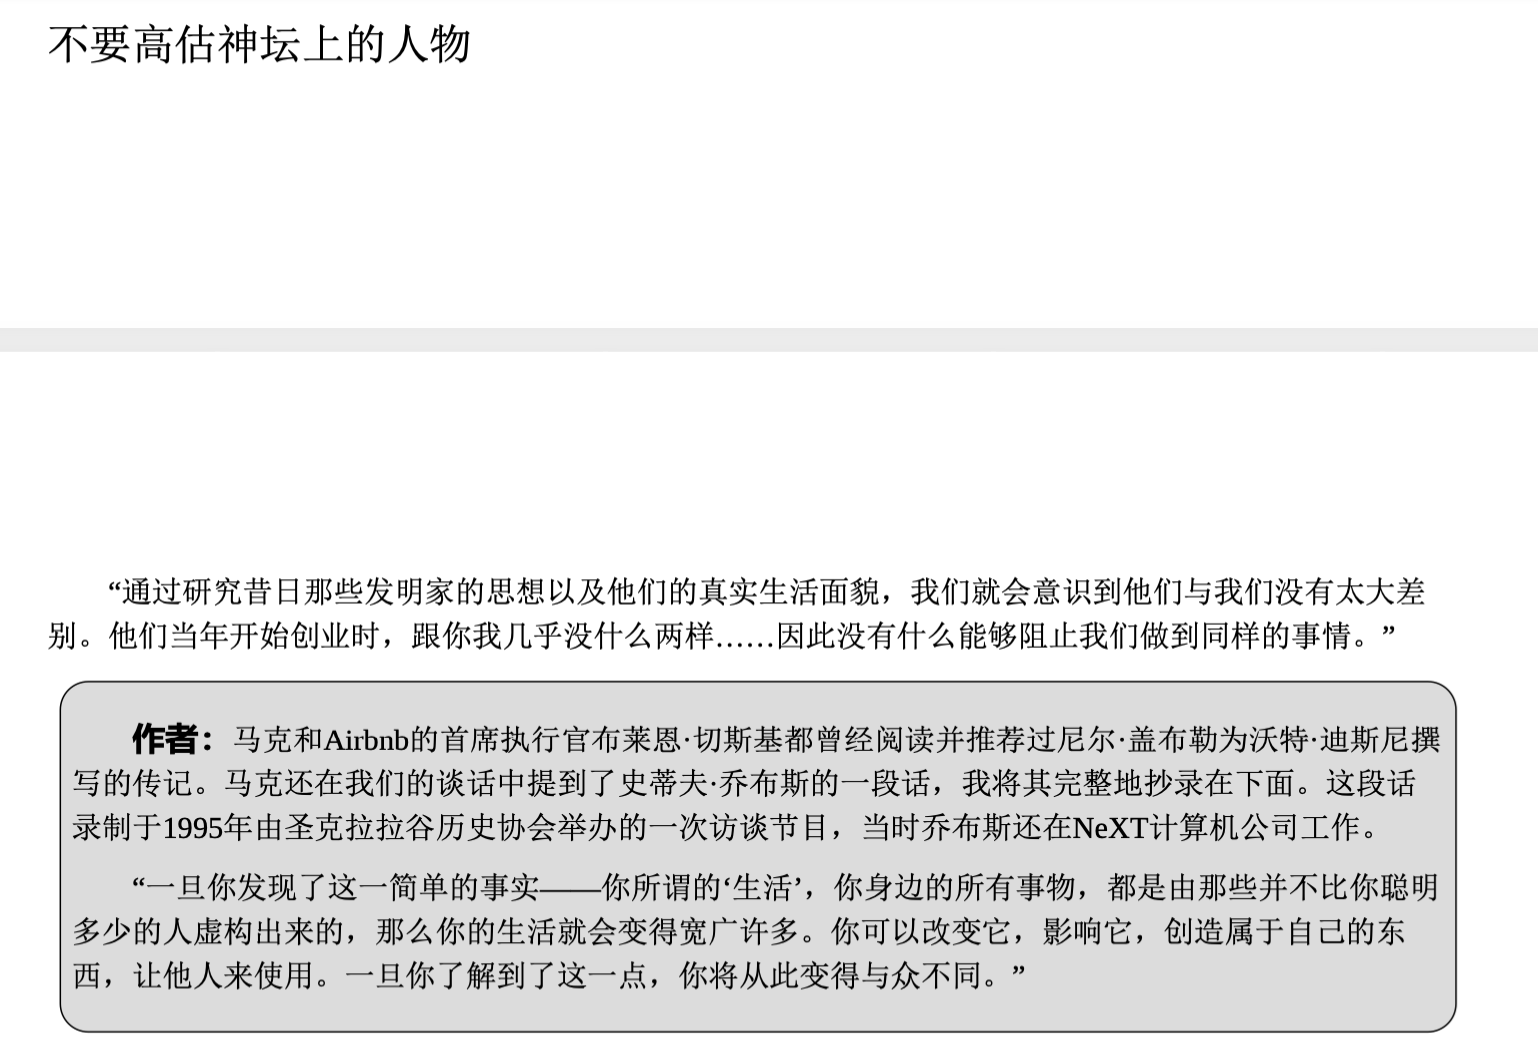 不要高估神坛上的人物
“通过研究昔日那些发明家的思想以及他们的真实生活面貌，我们就会意识到他们与我们没有太大差
别。他们当年开始创业时，跟你我几乎没什么两样……因此没有什么能够阻止我们做到同样的事情。”
作者：马克和Airbnb的首席执行官布莱恩·切斯基都曾经阅读并推荐过尼尔·盖布勒为沃特·迪斯尼撰
写的传记。马克还在我们的谈话中提到了史蒂夫·乔布斯的一段话，我将其完整地抄录在下面。这段话
录制于1995年由圣克拉拉谷历史协会举办的一次访谈节目，当时乔布斯还在NeXT计算机公司工作。
“一旦你发现了这一简单的事实——你所谓的‘生活’，你身边的所有事物，都是由那些并不比你聪明
多少的人虚构出来的，那么你的生活就会变得宽广许多。你可以改变它，影响它，创造属于自己的东
西，让他人来使用。一旦你了解到了这一点，你将从此变得与众不同。”